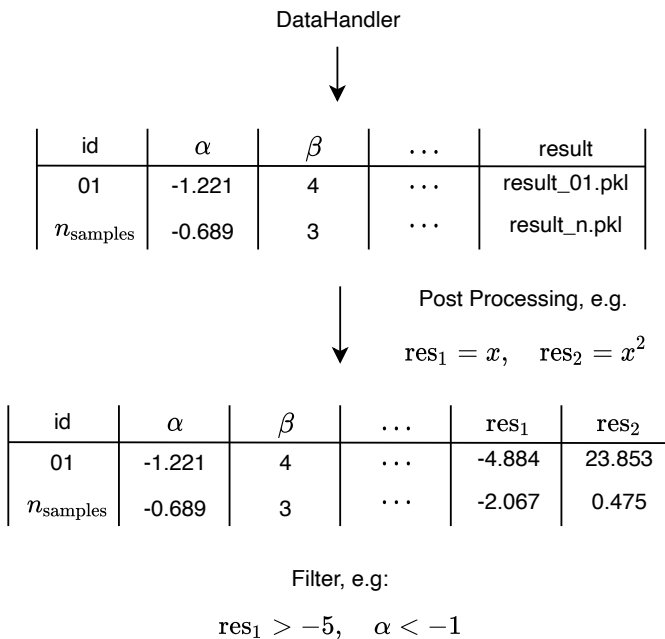 DataHandler
id α β ⋯ result
01 -1.221 4 ⋯ result_01.pkl
n_samples -0.689 3 ⋯ result_n.pkl
Post Processing, e.g.
res₁ = x, res₂ = x²
id α β ⋯ res₁ res₂
01 -1.221 4 ⋯ -4.884 23.853
n_samples -0.689 3 ⋯ -2.067 0.475
Filter, e.g:
res₁ > −5, α < −1